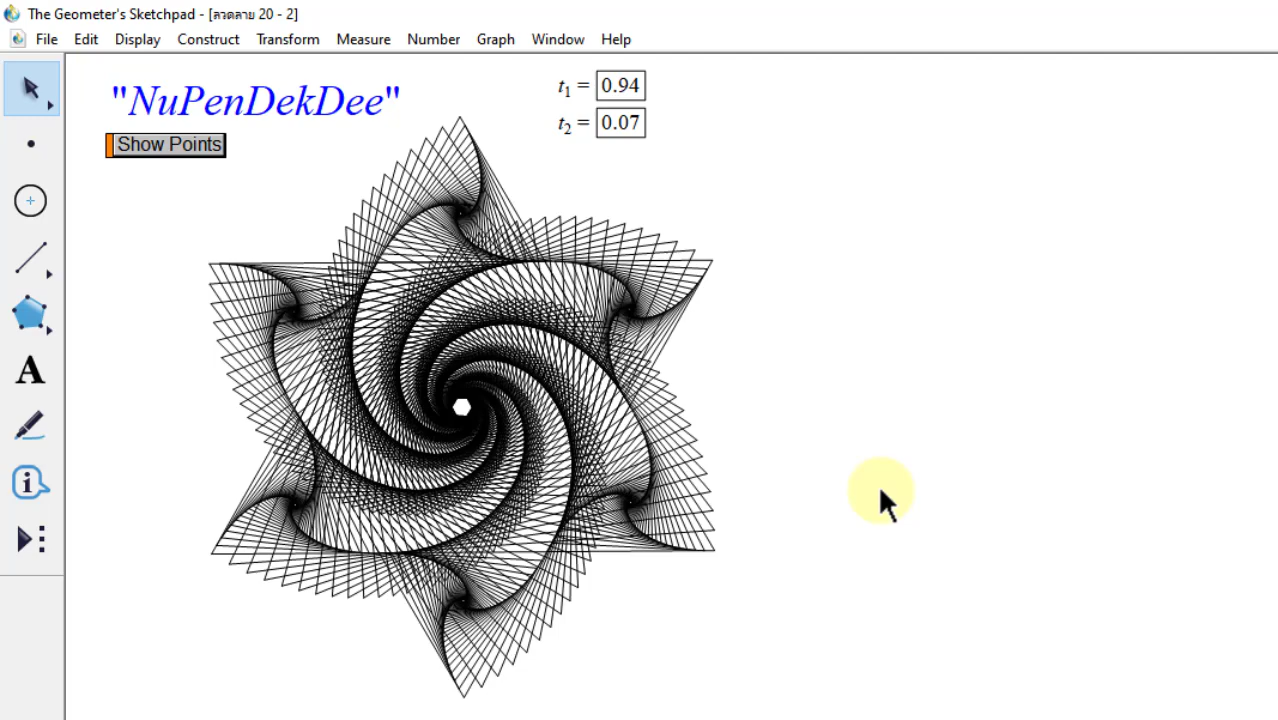 The Geometer's Sketchpad - [ลวดลาย 20 - 2]
File Edit Display Construct Transform Measure Number Graph Window Help
"NuPenDekDee"
t1 = 0.94
t2 = 0.07
Show Points
A
i